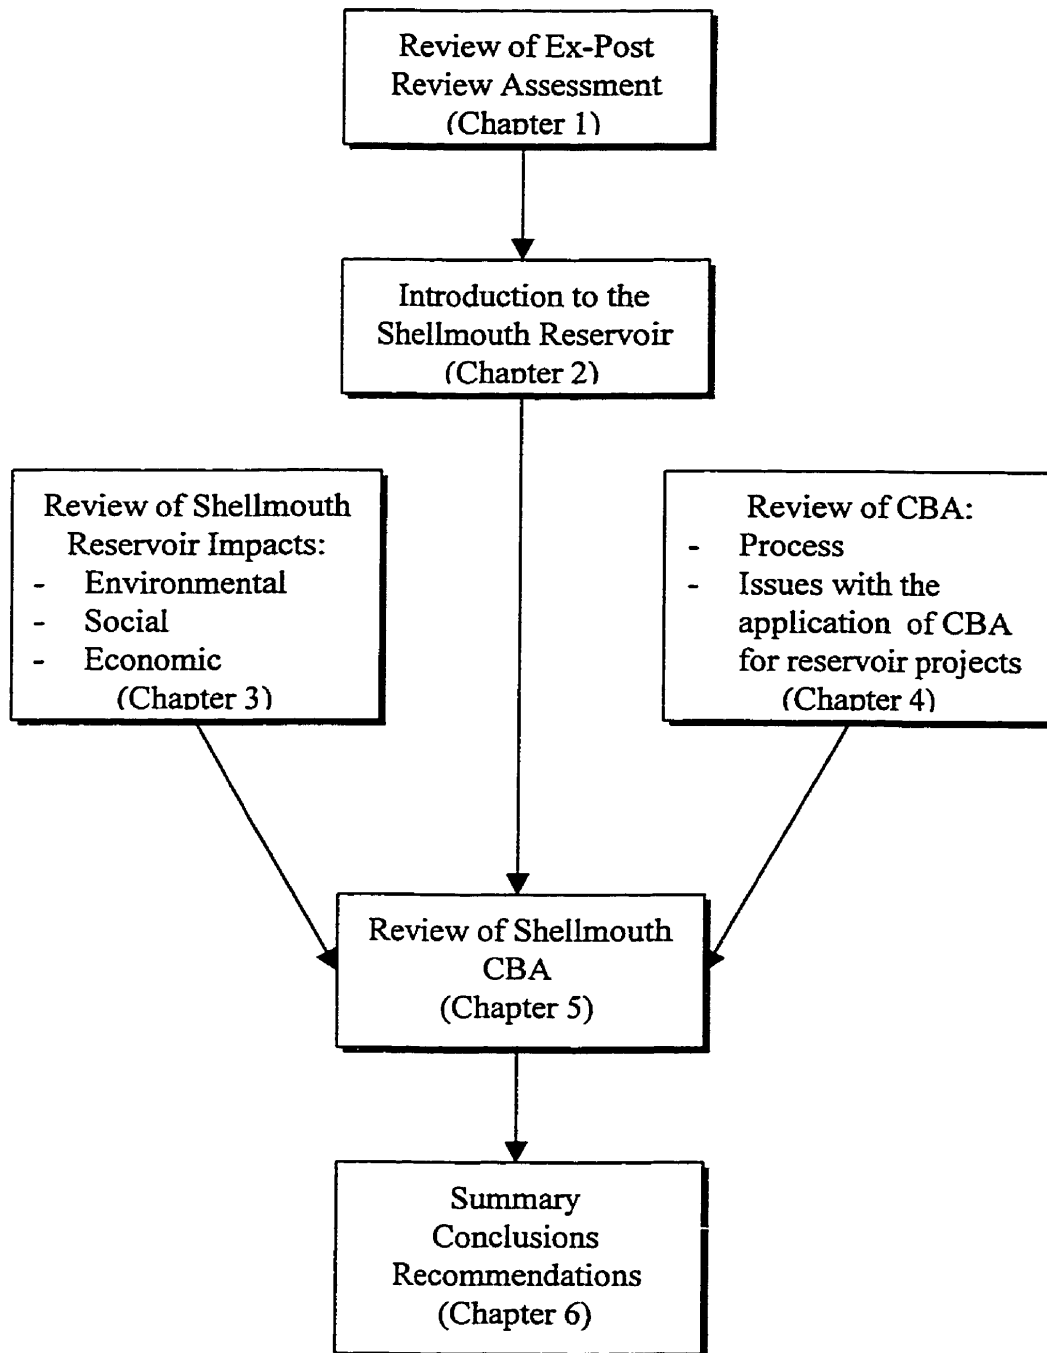 Review of Ex-Post
Review Assessment
(Chapter 1)
Introduction to the
Shellmouth Reservoir
(Chapter 2)
Review of Shellmouth
Reservoir Impacts:
- Environmental
- Social
- Economic
(Chapter 3)
Review of CBA:
- Process
- Issues with the
application of CBA
for reservoir projects
(Chapter 4)
Review of Shellmouth
CBA
(Chapter 5)
Summary
Conclusions
Recommendations
(Chapter 6)